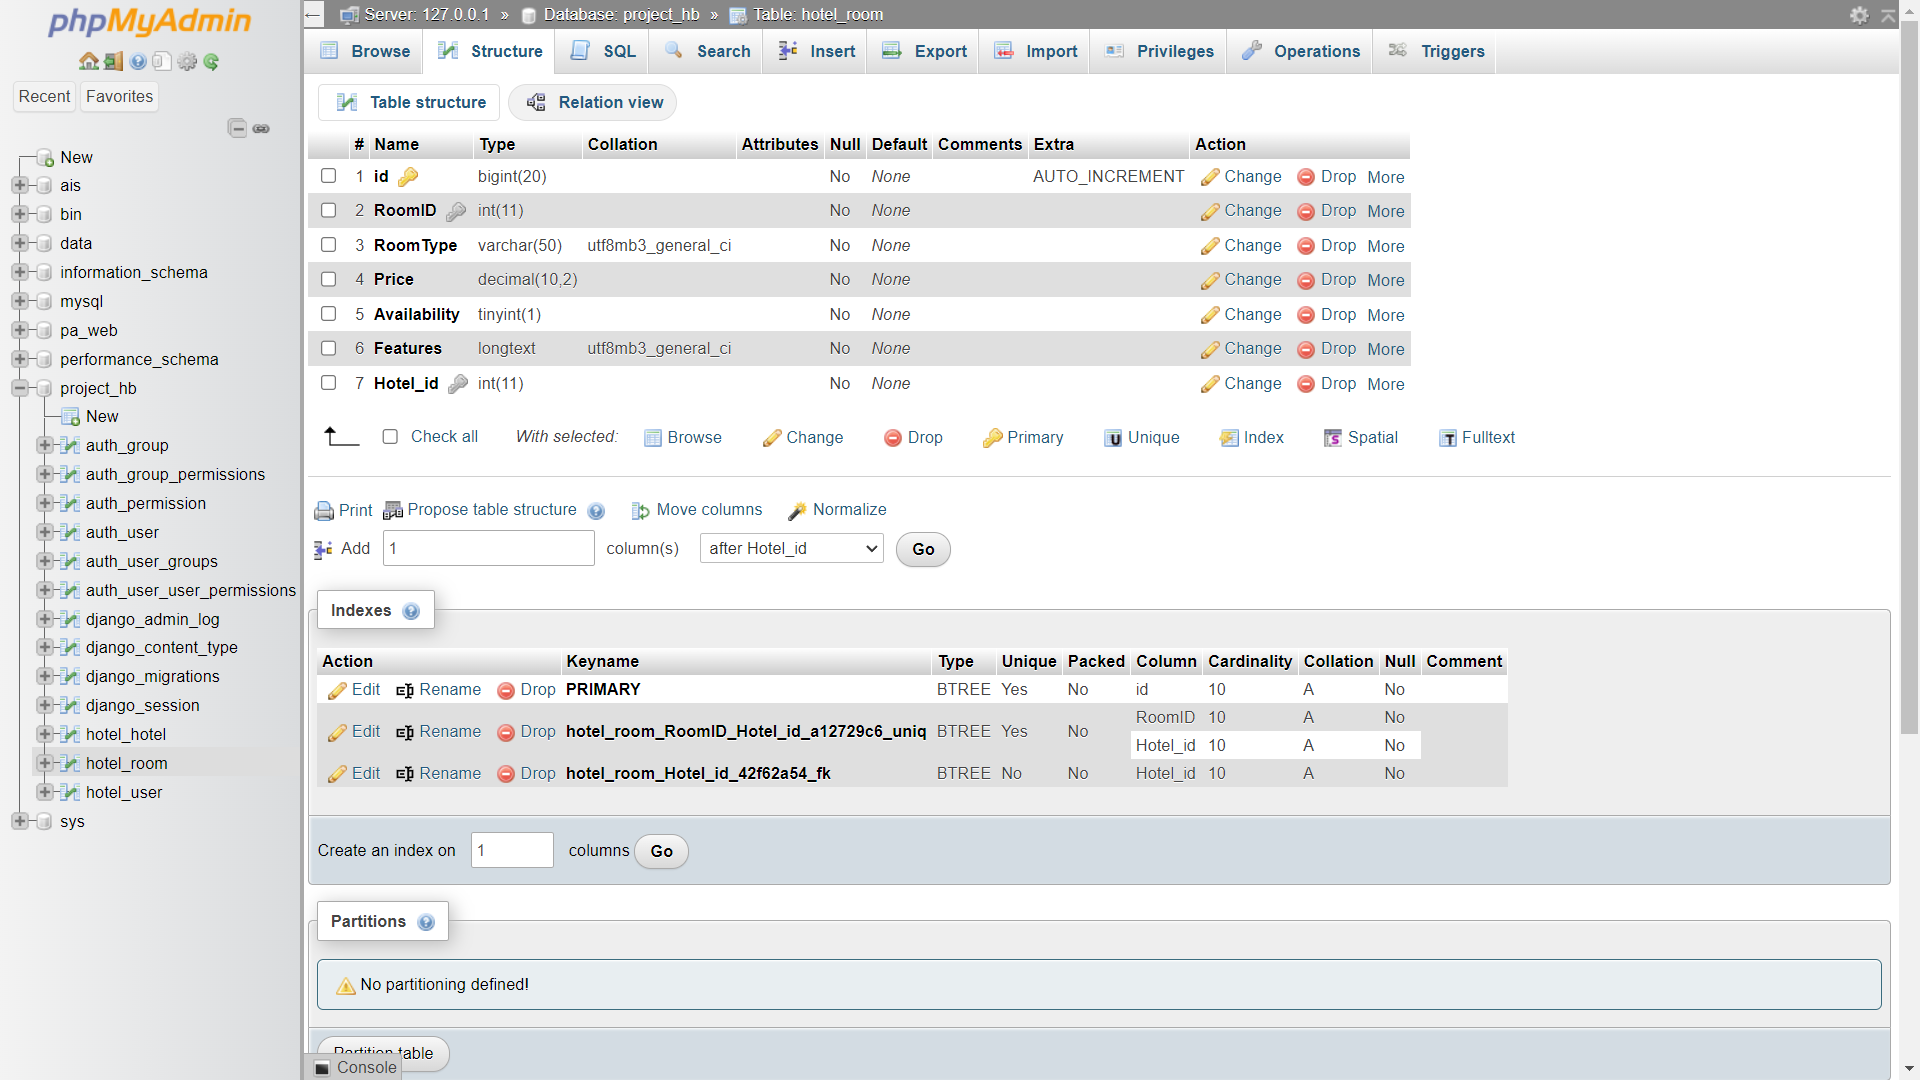 phpMyAdmin
Recent Favorites
New
ais
bin
data
information_schema
mysql
pa_web
performance_schema
project_hb
New
auth_group
auth_group_permissions
auth_permission
auth_user
auth_user_groups
auth_user_user_permissions
django_admin_log
django_content_type
django_migrations
django_session
hotel_hotel
hotel_room
hotel_user
sys
Server: 127.0.0.1 » Database: project_hb » Table: hotel_room
Browse Structure SQL Search Insert Export Import Privileges Operations Triggers
Table structure Relation view
# Name Type Collation Attributes Null Default Comments Extra Action
1 id bigint(20) No None AUTO_INCREMENT Change Drop More
2 RoomID int(11) No None Change Drop More
3 RoomType varchar(50) utf8mb3_general_ci No None Change Drop More
4 Price decimal(10,2) No None Change Drop More
5 Availability tinyint(1) No None Change Drop More
6 Features longtext utf8mb3_general_ci No None Change Drop More
7 Hotel_id int(11) No None Change Drop More
Check all With selected: Browse Change Drop Primary Unique Index Spatial Fulltext
Print Propose table structure Move columns Normalize
Add 1 column(s) after Hotel_id Go
Indexes
Action Keyname Type Unique Packed Column Cardinality Collation Null Comment
Edit Rename Drop PRIMARY BTREE Yes No id 10 A No
Edit Rename Drop hotel_room_RoomID_Hotel_id_a12729c6_uniq BTREE Yes No RoomID 10 A No
Hotel_id 10 A No
Edit Rename Drop hotel_room_Hotel_id_42f62a54_fk BTREE No No Hotel_id 10 A No
Create an index on 1 columns Go
Partitions
No partitioning defined!
Partition table
Console